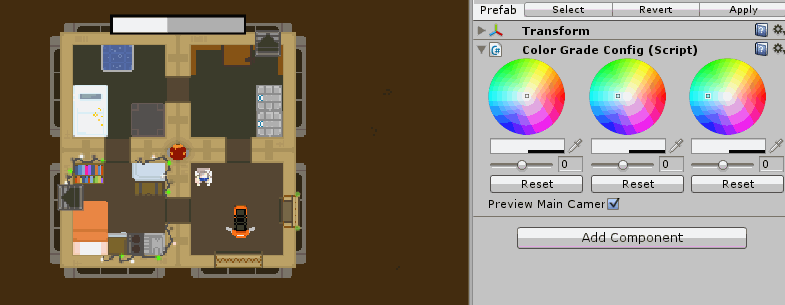 Prefab Select Revert Apply
Transform
Color Grade Config (Script)
0 0 0
Reset Reset Reset
Preview Main Camer
Add Component